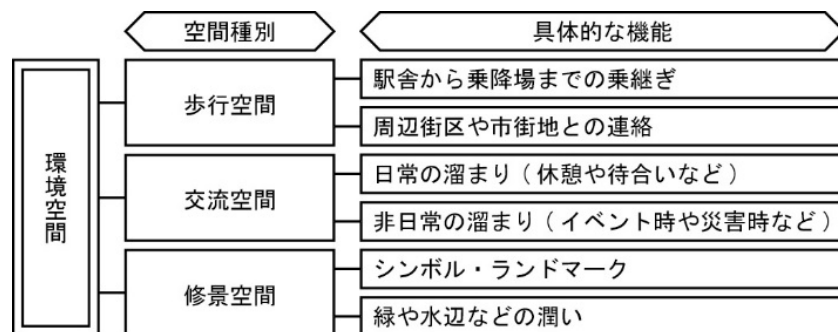 空間種別
具体的な機能
環境空間
歩行空間
駅舎から乗降場までの乗継ぎ
周辺街区や市街地との連絡
交流空間
日常の溜まり(休憩や待合いなど)
非日常の溜まり(イベント時や災害時など)
修景空間
シンボル・ランドマーク
緑や水辺などの潤い